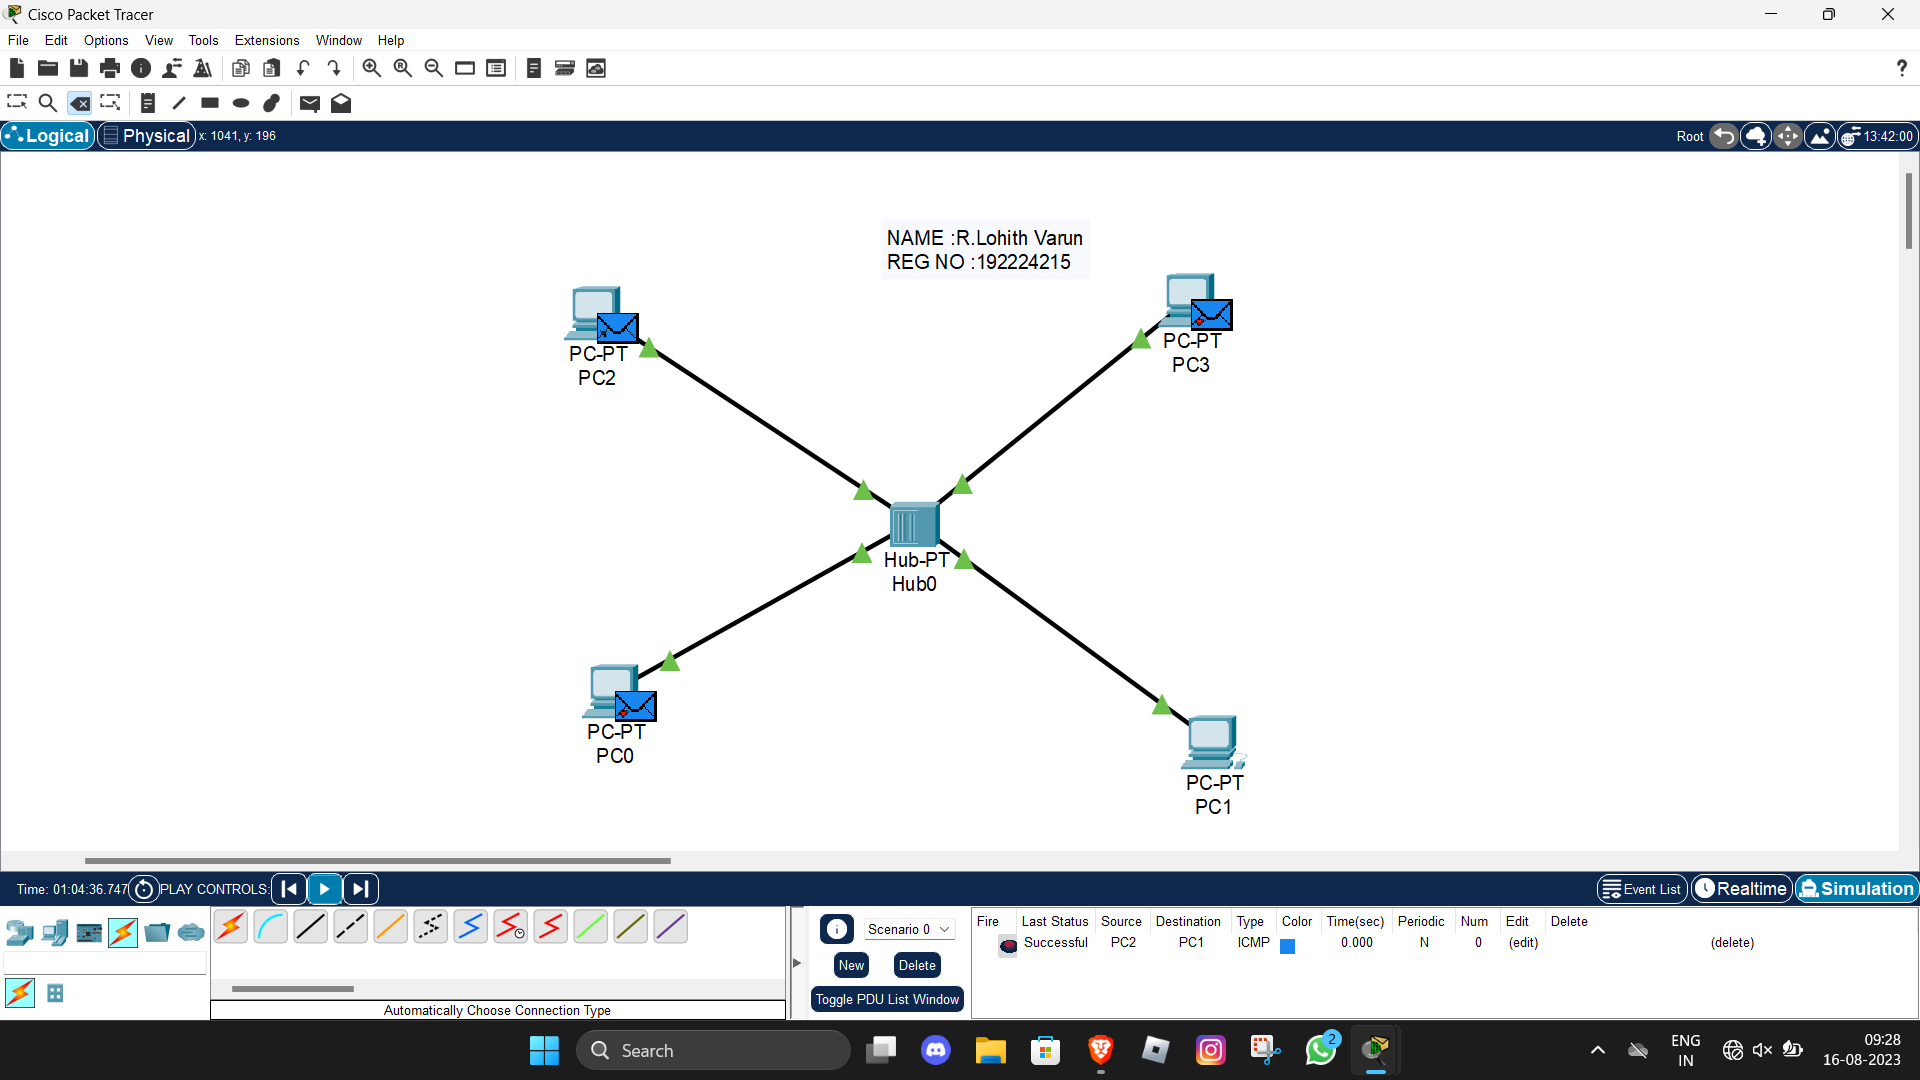 Cisco Packet Tracer
File Edit Options View Tools Extensions Window Help
?
Logical Physical x: 1041, y: 196
Root 13:42:00
NAME :R.Lohith Varun
REG NO :192224215
PC-PT
PC2
PC-PT
PC3
Hub-PT
Hub0
PC-PT
PC0
PC-PT
PC1
Time: 01:04:36.747 PLAY CONTROLS:
Event List Realtime Simulation
Scenario 0
New Delete
Toggle PDU List Window
Fire Last Status Source Destination Type Color Time(sec) Periodic Num Edit Delete
Successful PC2 PC1 ICMP 0.000 N 0 (edit) (delete)
Automatically Choose Connection Type
Search
2
ENG
IN
09:28
16-08-2023